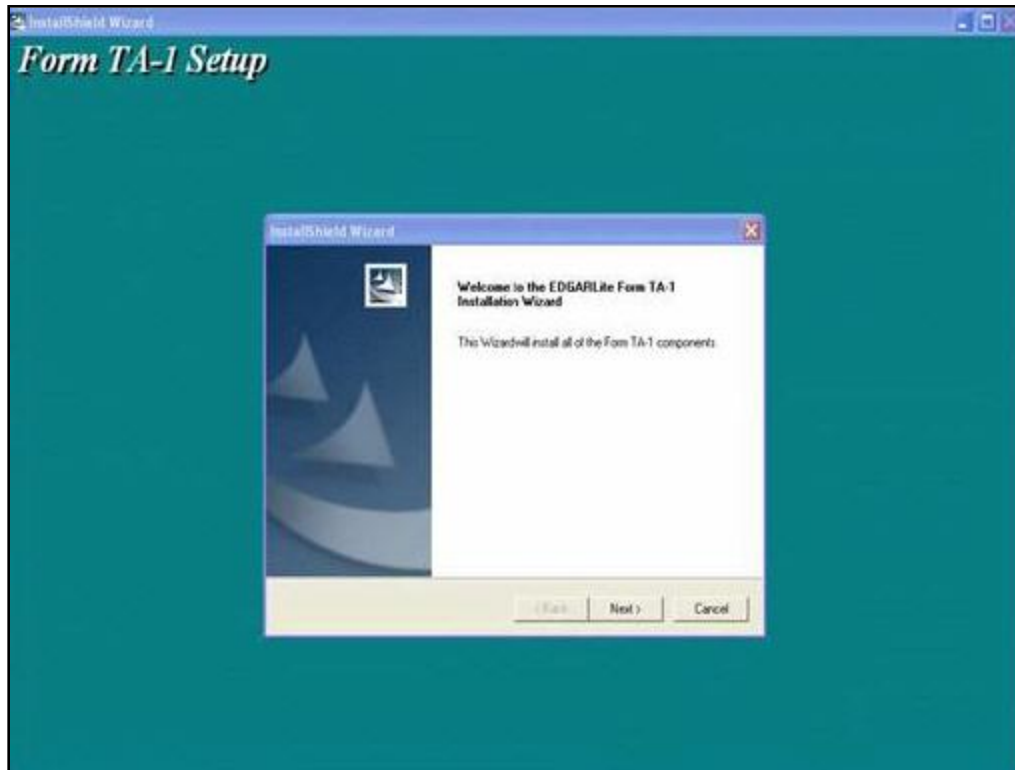 InstallShield Wizard
Form TA-1 Setup
InstallShield Wizard
Welcome to the EDGARLite Form TA-1
Installation Wizard
This Wizard will install all of the Form TA-1 components.
< Back
Next >
Cancel